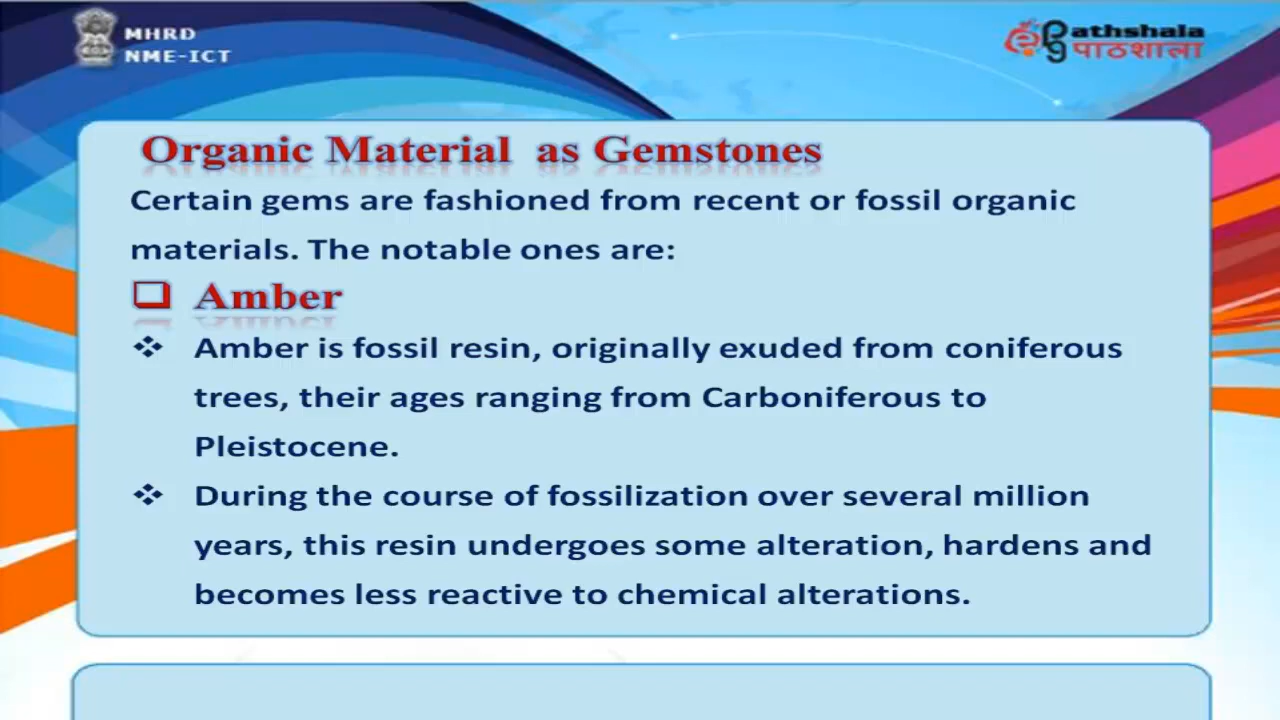 MHRD
NME-ICT
ePg athshala
पाठशाला
Organic Material as Gemstones
Certain gems are fashioned from recent or fossil organic
materials. The notable ones are:
Amber
Amber is fossil resin, originally exuded from coniferous
trees, their ages ranging from Carboniferous to
Pleistocene.
During the course of fossilization over several million
years, this resin undergoes some alteration, hardens and
becomes less reactive to chemical alterations.